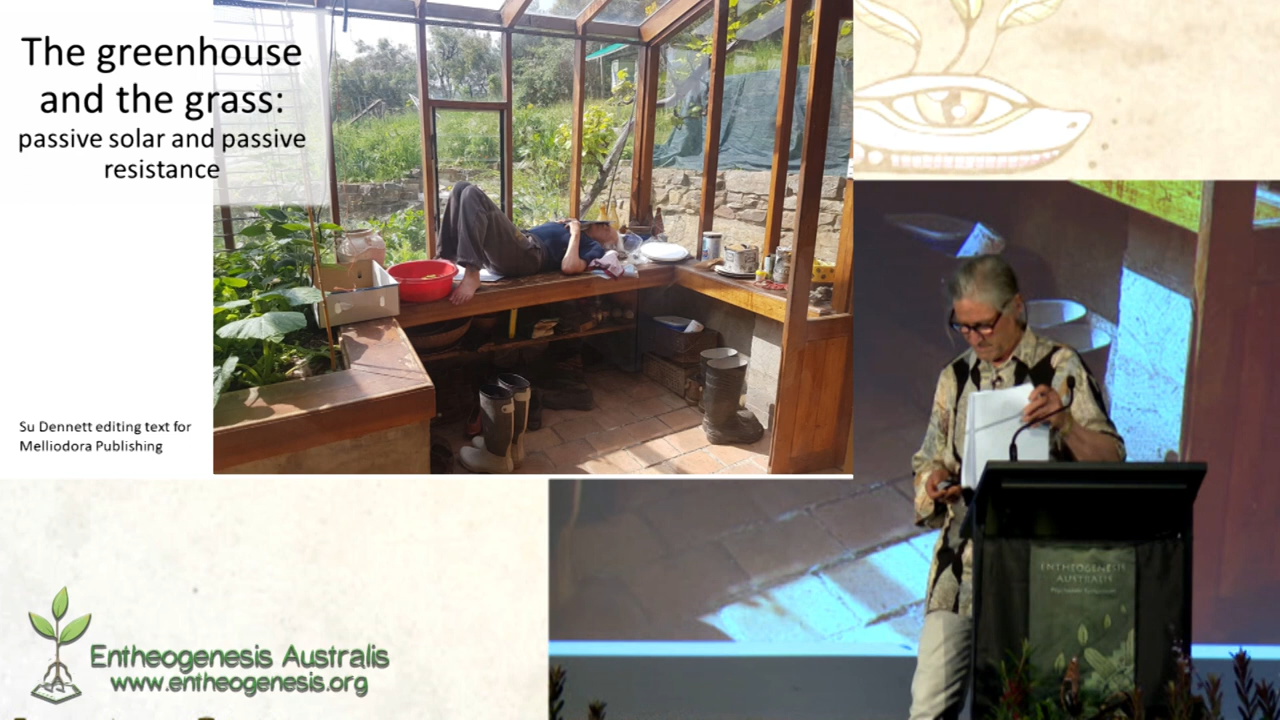 The greenhouse
and the grass:
passive solar and passive
resistance
Su Dennett editing text for
Melliodora Publishing
Entheogenesis Australis
www.entheogenesis.org
ENTHEOGENESIS
AUSTRALIS